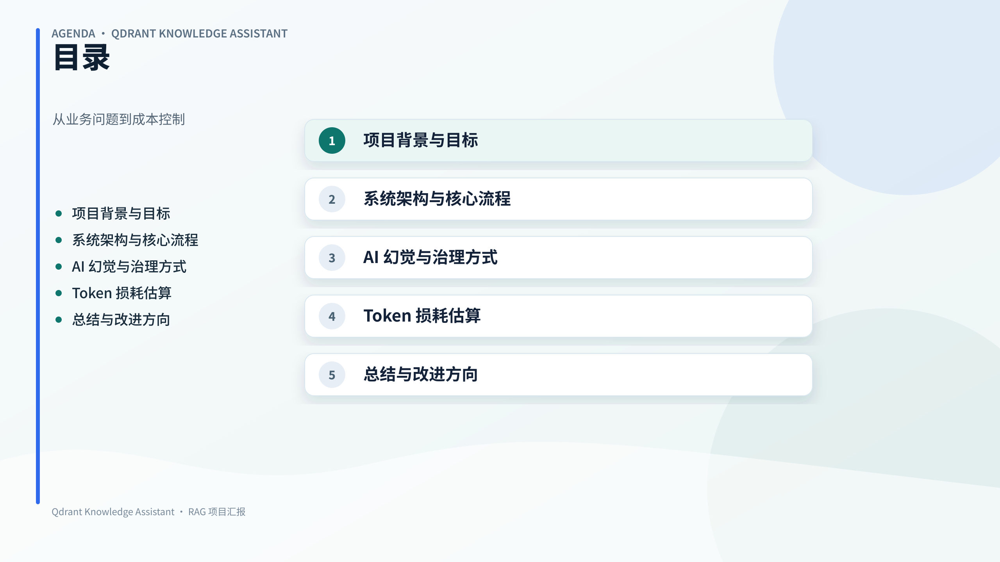 AGENDA · QDRANT KNOWLEDGE ASSISTANT
目录
从业务问题到成本控制
项目背景与目标
系统架构与核心流程
AI 幻觉与治理方式
Token 损耗估算
总结与改进方向
1 项目背景与目标
2 系统架构与核心流程
3 AI 幻觉与治理方式
4 Token 损耗估算
5 总结与改进方向
Qdrant Knowledge Assistant · RAG 项目汇报